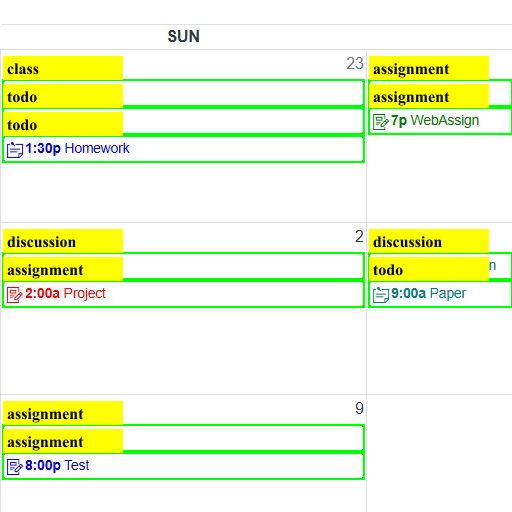 SUN
23
class
todo
todo
1:30p Homework
assignment
assignment
7p WebAssign
2
discussion
assignment
2:00a Project
discussion
todo
n
9:00a Paper
9
assignment
assignment
8:00p Test